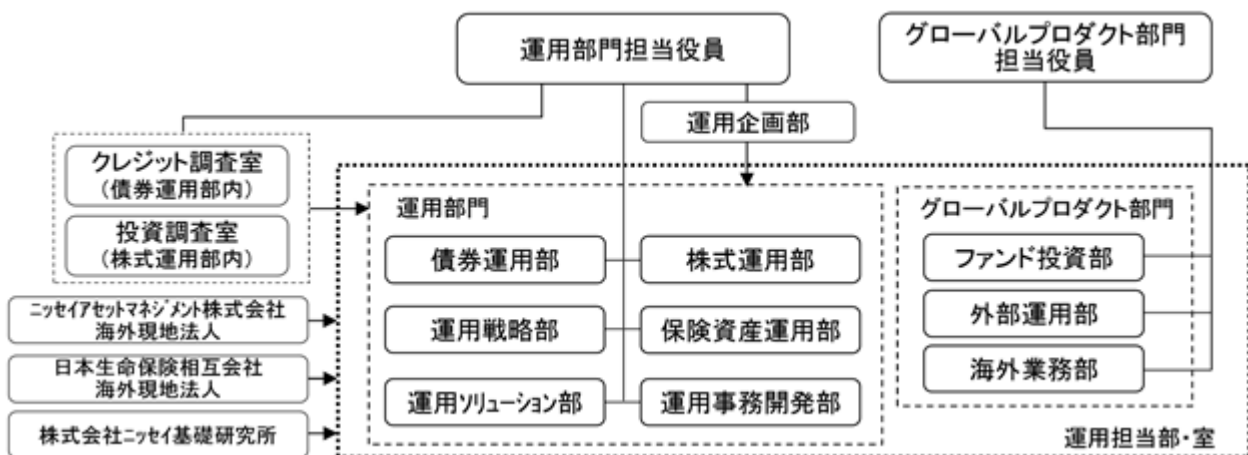 運用部門担当役員
グローバルプロダクト部門
担当役員
運用企画部
クレジット調査室
(債券運用部内)
投資調査室
(株式運用部内)
運用部門
グローバルプロダクト部門
債券運用部
株式運用部
ファンド投資部
ニッセイアセットマネジメント株式会社
海外現地法人
運用戦略部
保険資産運用部
外部運用部
日本生命保険相互会社
海外現地法人
海外業務部
運用ソリューション部
運用事務開発部
株式会社ニッセイ基礎研究所
運用担当部・室